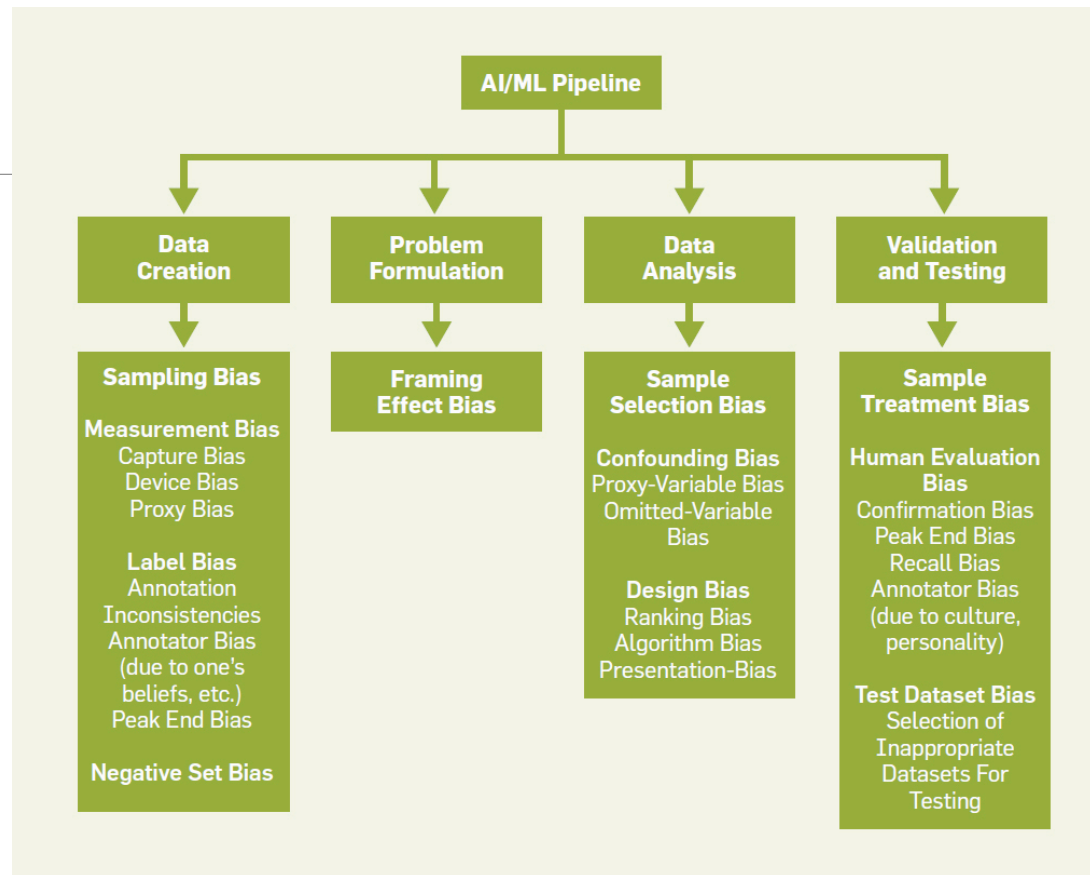 AI/ML Pipeline
Data
Creation
Problem
Formulation
Data
Analysis
Validation
and Testing
Sampling Bias
Measurement Bias
Capture Bias
Device Bias
Proxy Bias
Label Bias
Annotation
Inconsistencies
Annotator Bias
(due to one's
beliefs, etc.)
Peak End Bias
Negative Set Bias
Framing
Effect Bias
Sample
Selection Bias
Confounding Bias
Proxy-Variable Bias
Omitted-Variable
Bias
Design Bias
Ranking Bias
Algorithm Bias
Presentation-Bias
Sample
Treatment Bias
Human Evaluation
Bias
Confirmation Bias
Peak End Bias
Recall Bias
Annotator Bias
(due to culture,
personality)
Test Dataset Bias
Selection of
Inappropriate
Datasets For
Testing